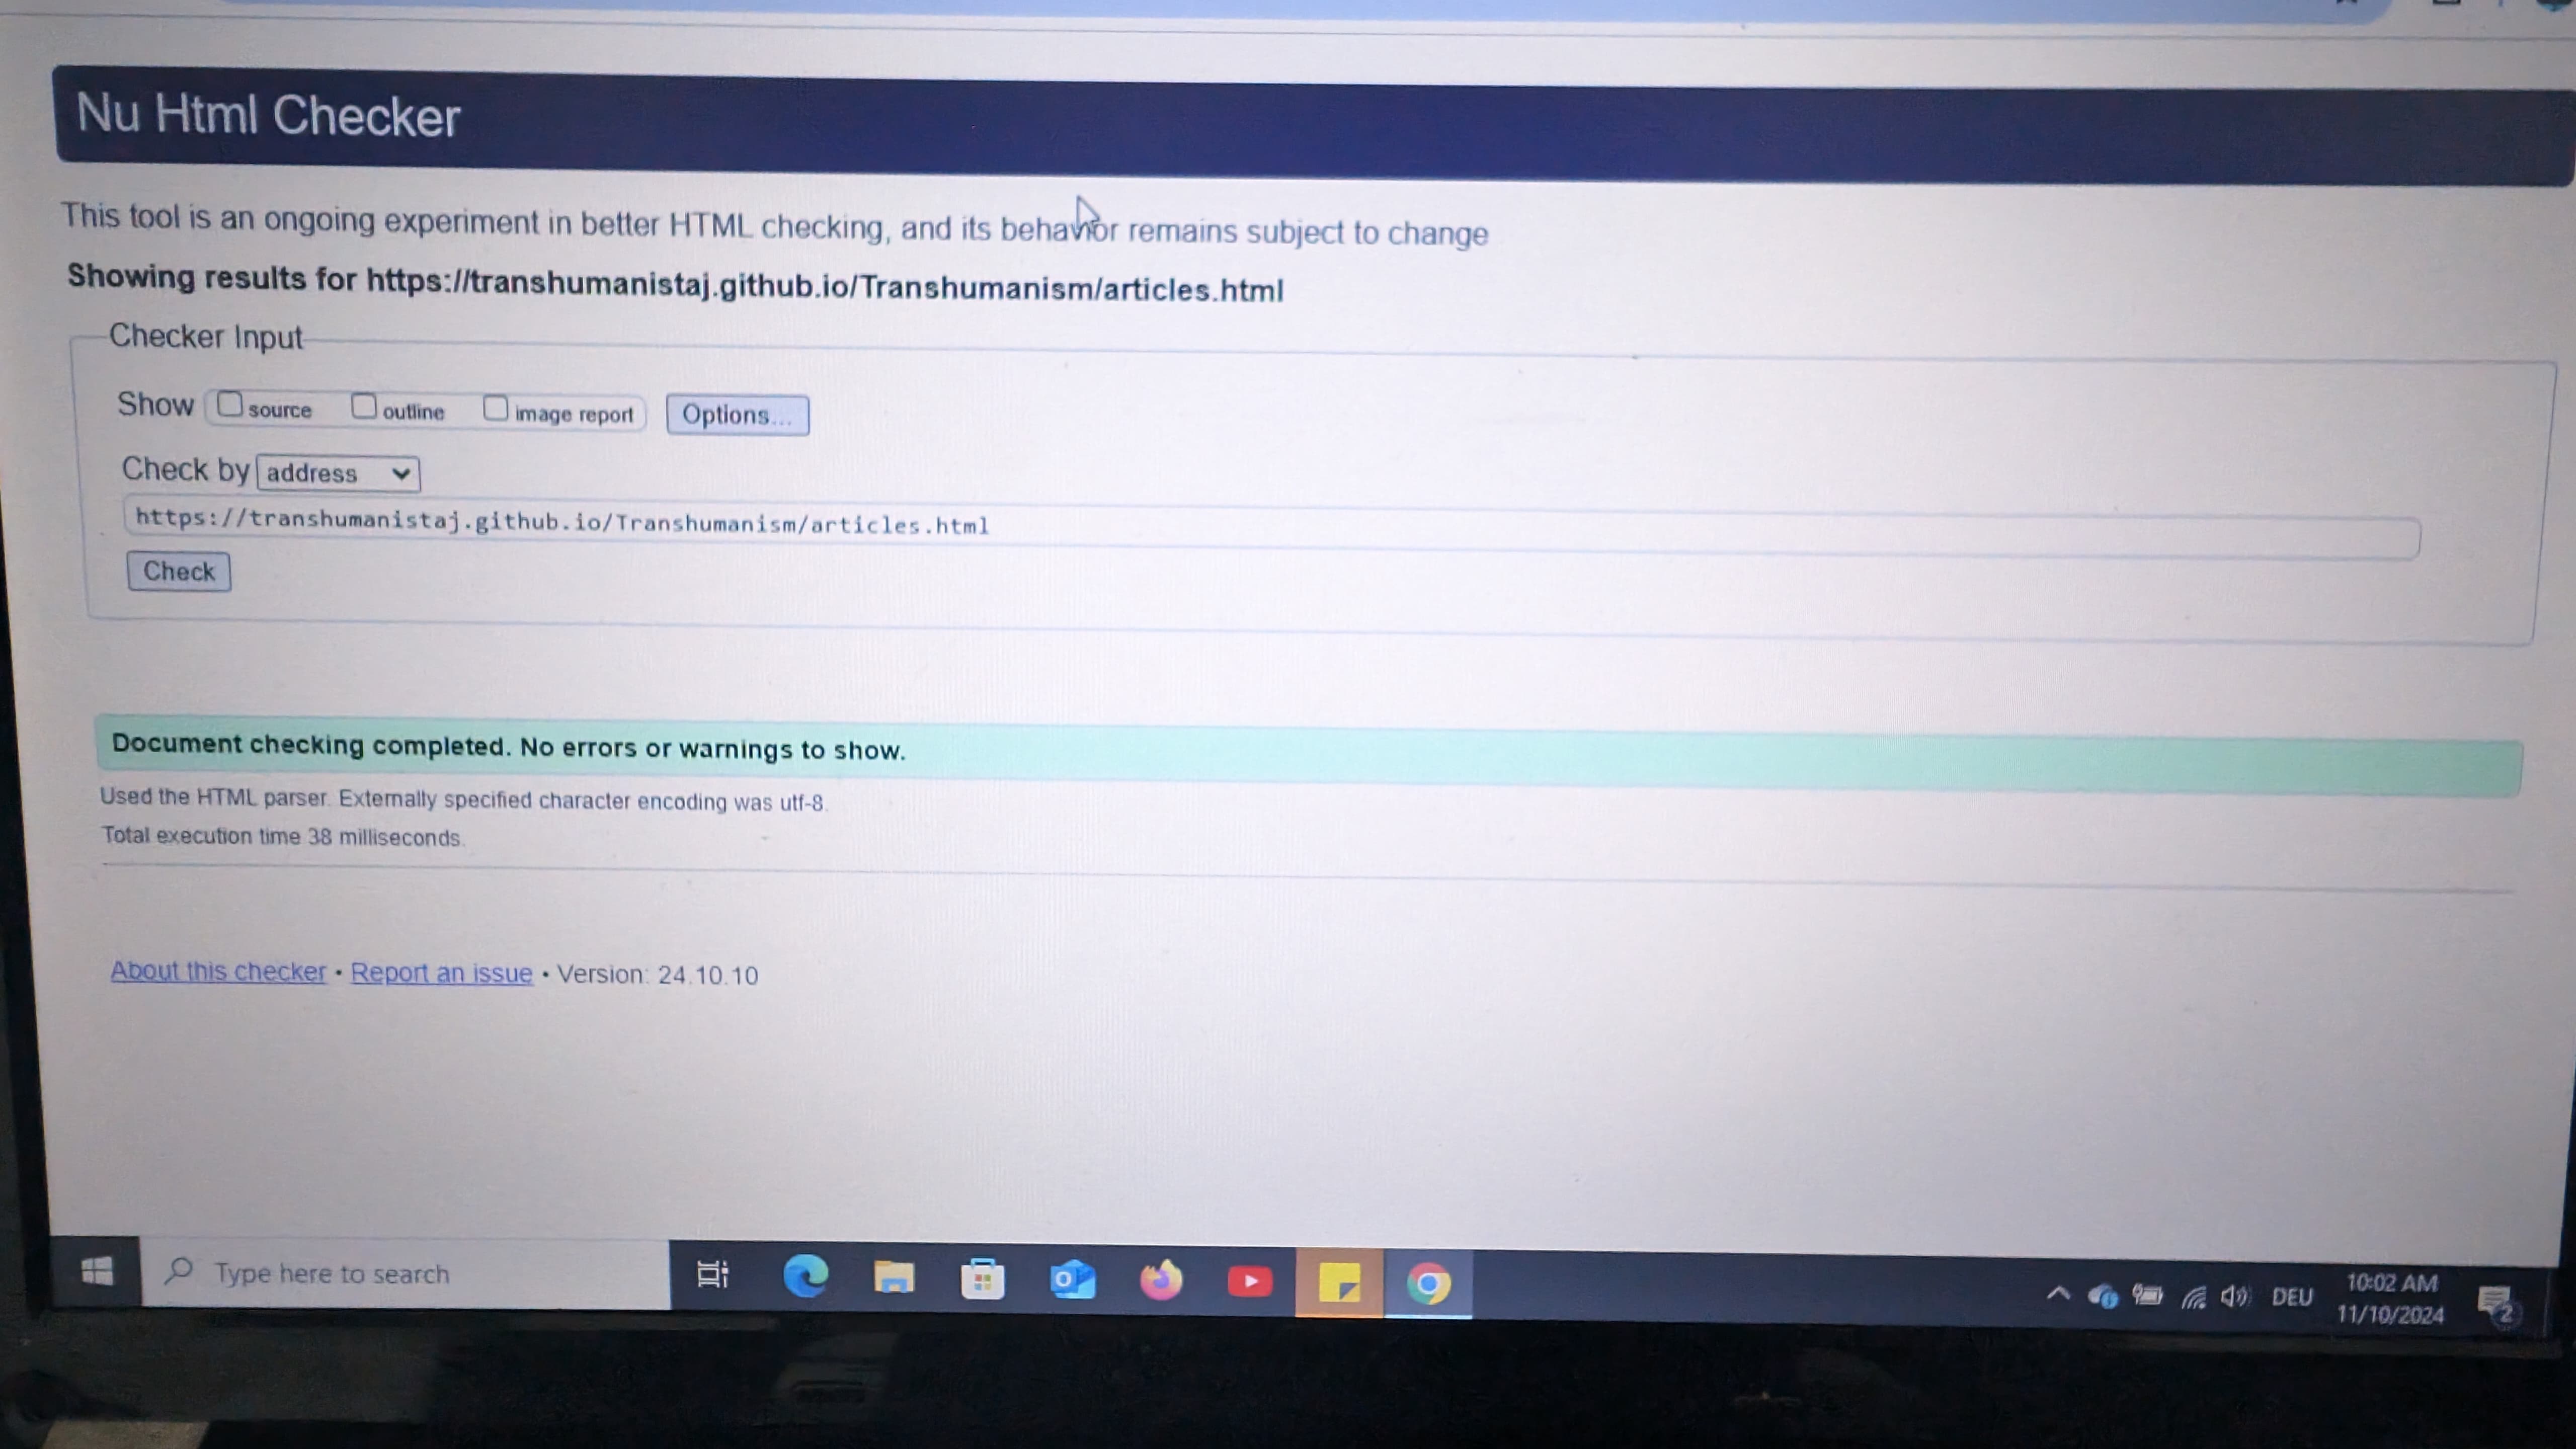 Nu Html Checker
This tool is an ongoing experiment in better HTML checking, and its behavior remains subject to change
Showing results for https://transhumanistaj.github.io/Transhumanism/articles.html
Checker Input
Show source outline image report Options...
Check by address
https://transhumanistaj.github.io/Transhumanism/articles.html
Check
Document checking completed. No errors or warnings to show.
Used the HTML parser. Externally specified character encoding was utf-8.
Total execution time 38 milliseconds.
About this checker • Report an issue • Version: 24.10.10
Type here to search
DEU
10:02 AM
11/10/2024
2